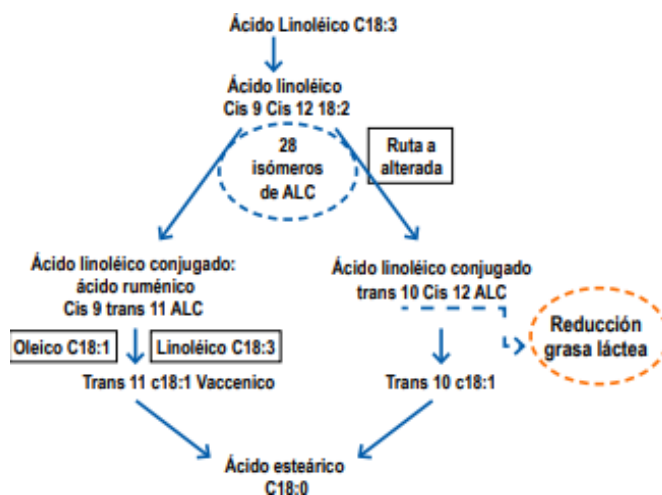 Ácido Linoléico C18:3
Ácido linoléico
Cis 9 Cis 12 18:2
28
isómeros
de ALC
Ruta a
alterada
Ácido linoléico conjugado:
ácido ruménico
Cis 9 trans 11 ALC
Ácido linoléico conjugado
trans 10 Cis 12 ALC
Reducción
grasa láctea
Oleico C18:1
Linoléico C18:3
Trans 11 c18:1 Vaccenico
Trans 10 c18:1
Ácido esteárico
C18:0